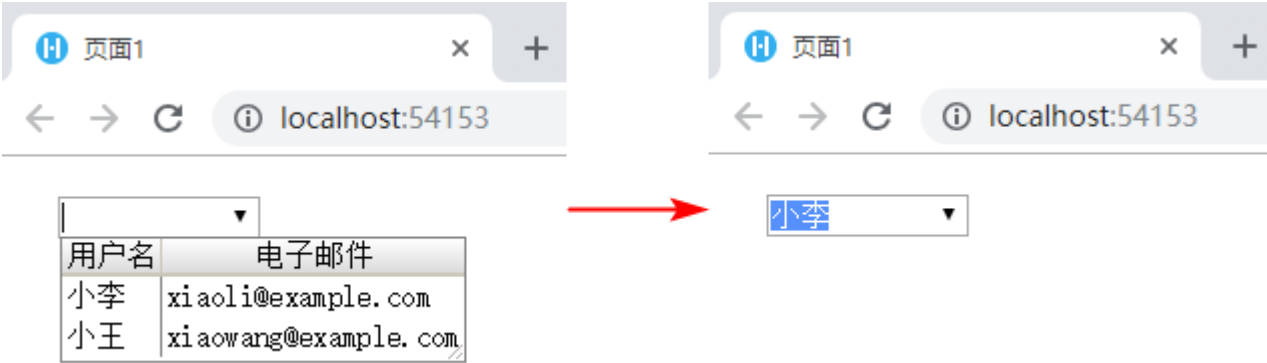 页面1
localhost:54153
用户名 电子邮件
小李 xiaoli@example.com
小王 xiaowang@example.com
页面1
localhost:54153
小李